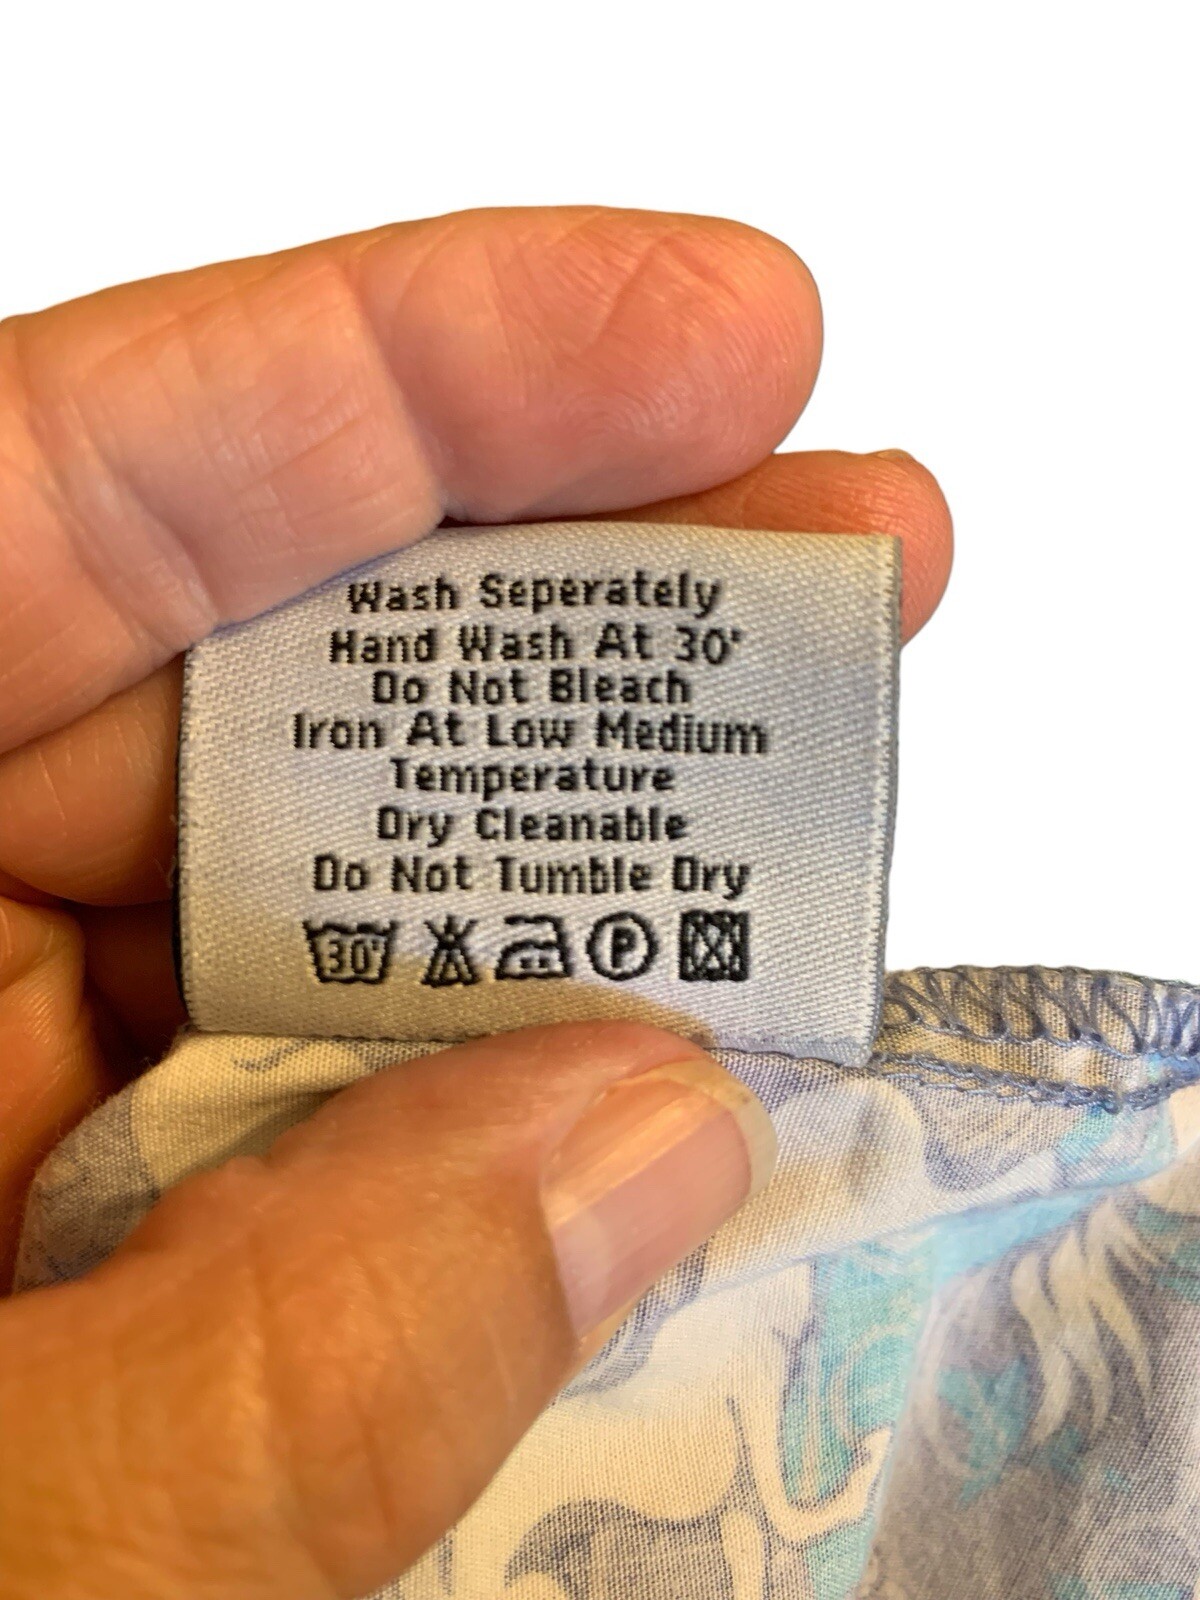 Wash Seperately
Hand Wash At 30°
Do Not Bleach
Iron At Low Medium
Temperature
Dry Cleanable
Do Not Tumble Dry
30° P